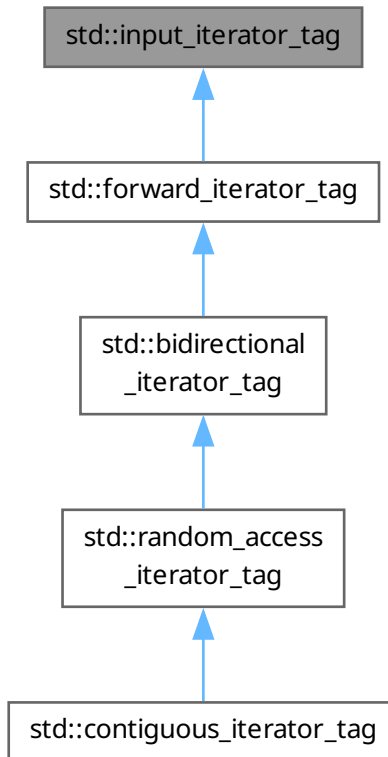 std::input_iterator_tag
std::forward_iterator_tag
std::bidirectional
_iterator_tag
std::random_access
_iterator_tag
std::contiguous_iterator_tag